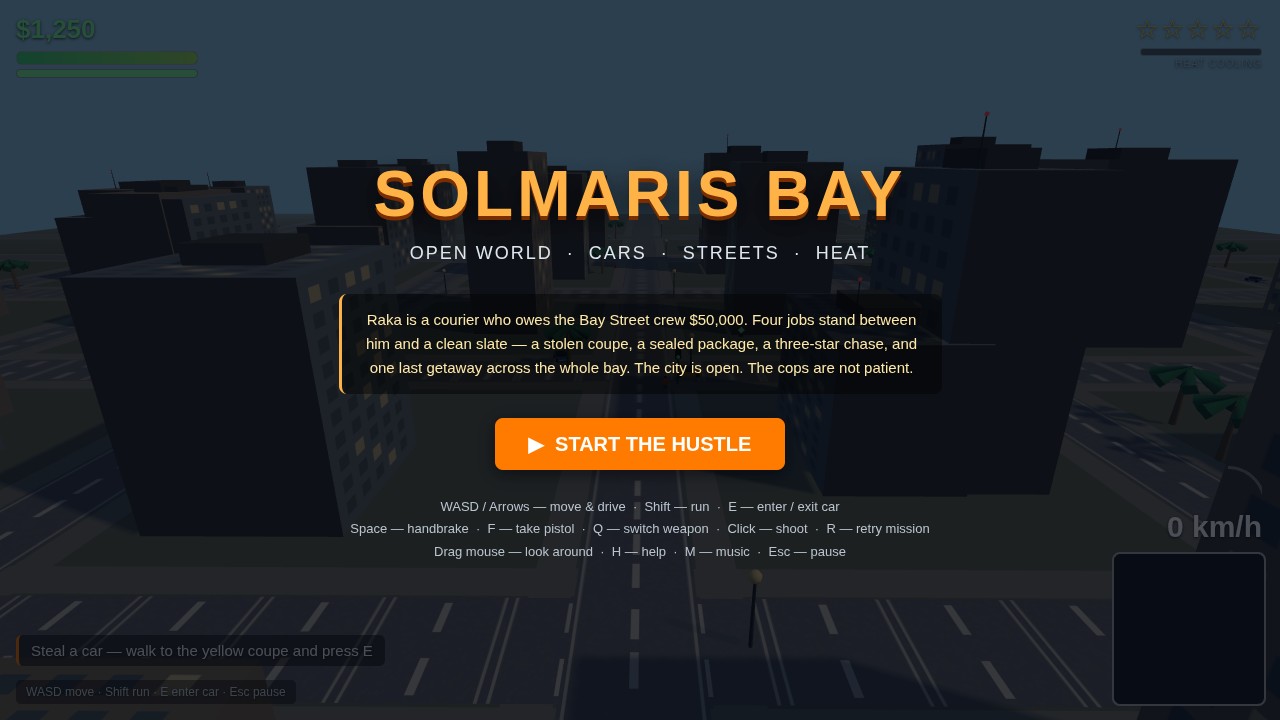 $1,250
☆☆☆☆☆
HEAT COOLING
SOLMARIS BAY
OPEN WORLD · CARS · STREETS · HEAT
Raka is a courier who owes the Bay Street crew $50,000. Four jobs stand between
him and a clean slate — a stolen coupe, a sealed package, a three-star chase, and
one last getaway across the whole bay. The city is open. The cops are not patient.
▶ START THE HUSTLE
WASD / Arrows — move & drive · Shift — run · E — enter / exit car
Space — handbrake · F — take pistol · Q — switch weapon · Click — shoot · R — retry mission
Drag mouse — look around · H — help · M — music · Esc — pause
0 km/h
Steal a car — walk to the yellow coupe and press E
WASD move · Shift run · E enter car · Esc pause